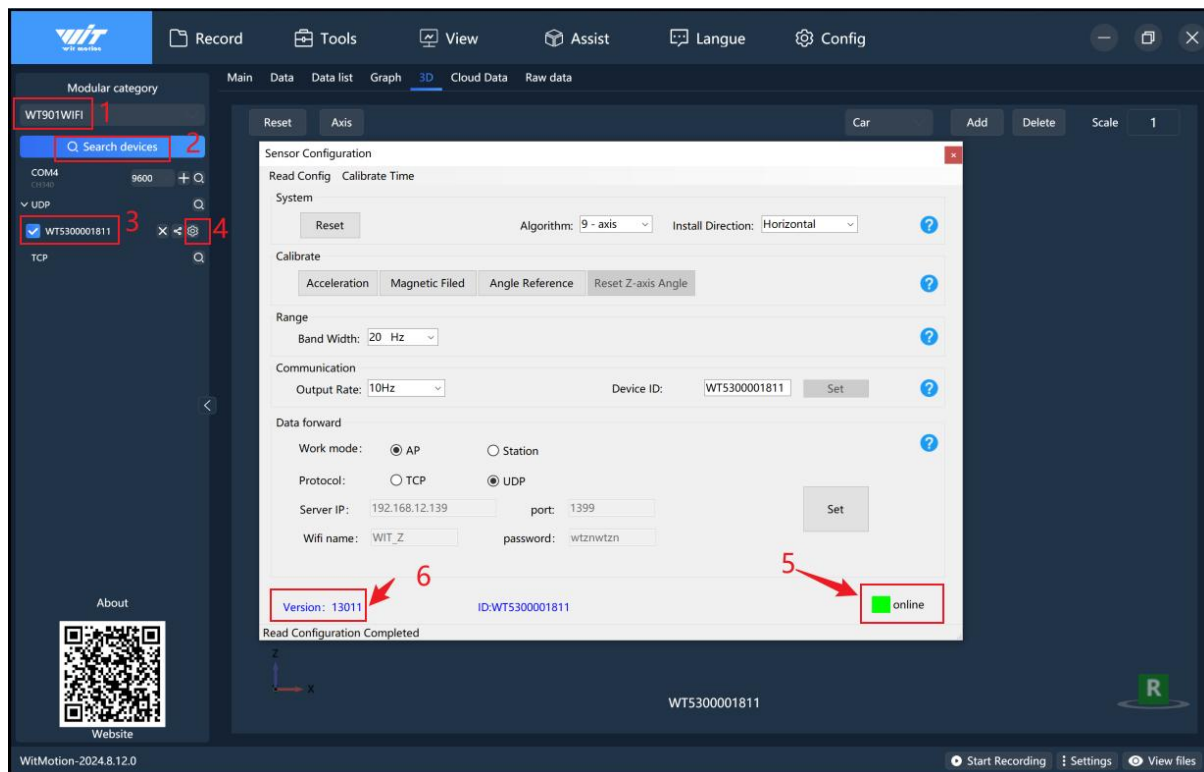 WiT
wit motion
Record
Tools
View
Assist
Langue
Config
Modular category
WT901WIFI
1
Search devices
2
COM4
CH340
9600
UDP
WT5300001811
3
4
TCP
About
Website
Main Data Data list Graph 3D Cloud Data Raw data
Reset Axis Car Add Delete Scale 1
Sensor Configuration
Read Config Calibrate Time
System
Reset Algorithm: 9 - axis Install Direction: Horizontal ?
Calibrate
Acceleration Magnetic Filed Angle Reference Reset Z-axis Angle ?
Range
Band Width: 20 Hz ?
Communication
Output Rate: 10Hz Device ID: WT5300001811 Set ?
Data forward
Work mode: AP Station ?
Protocol: TCP UDP
Server IP: 192.168.12.139 port: 1399 Set
Wifi name: WIT_Z password: wtznwtzn
6
5
Version: 13011 ID:WT5300001811 online
Read Configuration Completed
Z
X
WT5300001811
R
WitMotion-2024.8.12.0 Start Recording Settings View files